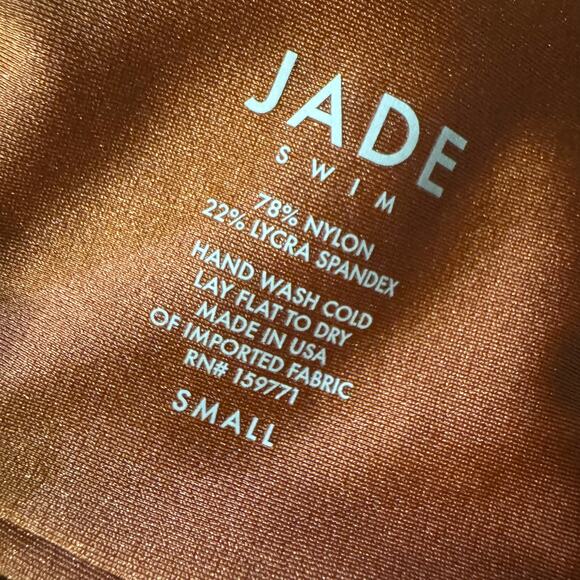 JADE
SWIM
78% NYLON
22% LYCRA SPANDEX
HAND WASH COLD
LAY FLAT TO DRY
MADE IN USA
OF IMPORTED FABRIC
RN# 159771
SMALL